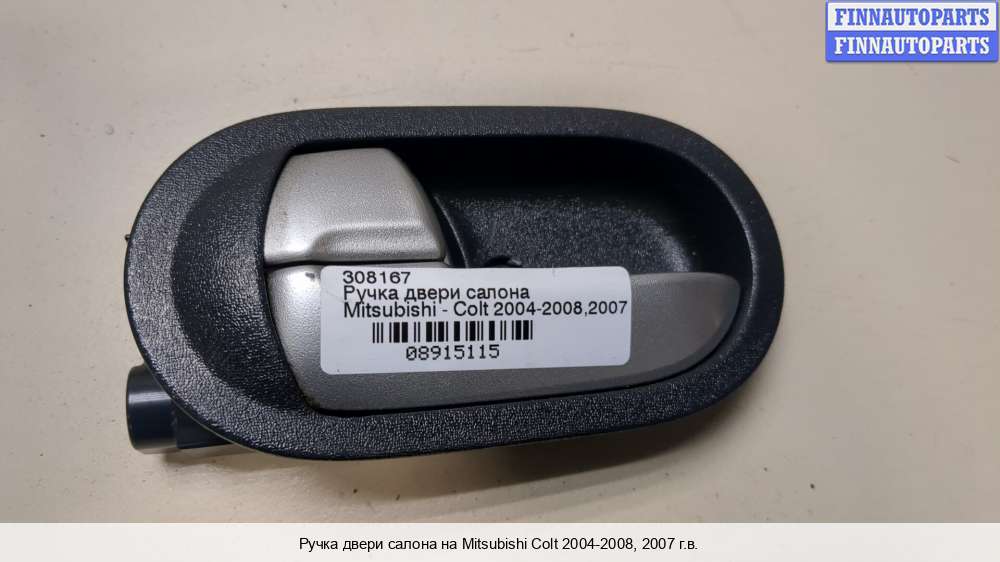 FINNAUTOPARTS
FINNAUTOPARTS
308167
Ручка двери салона
Mitsubishi - Colt 2004-2008,2007
08915115
Ручка двери салона на Mitsubishi Colt 2004-2008, 2007 г.в.